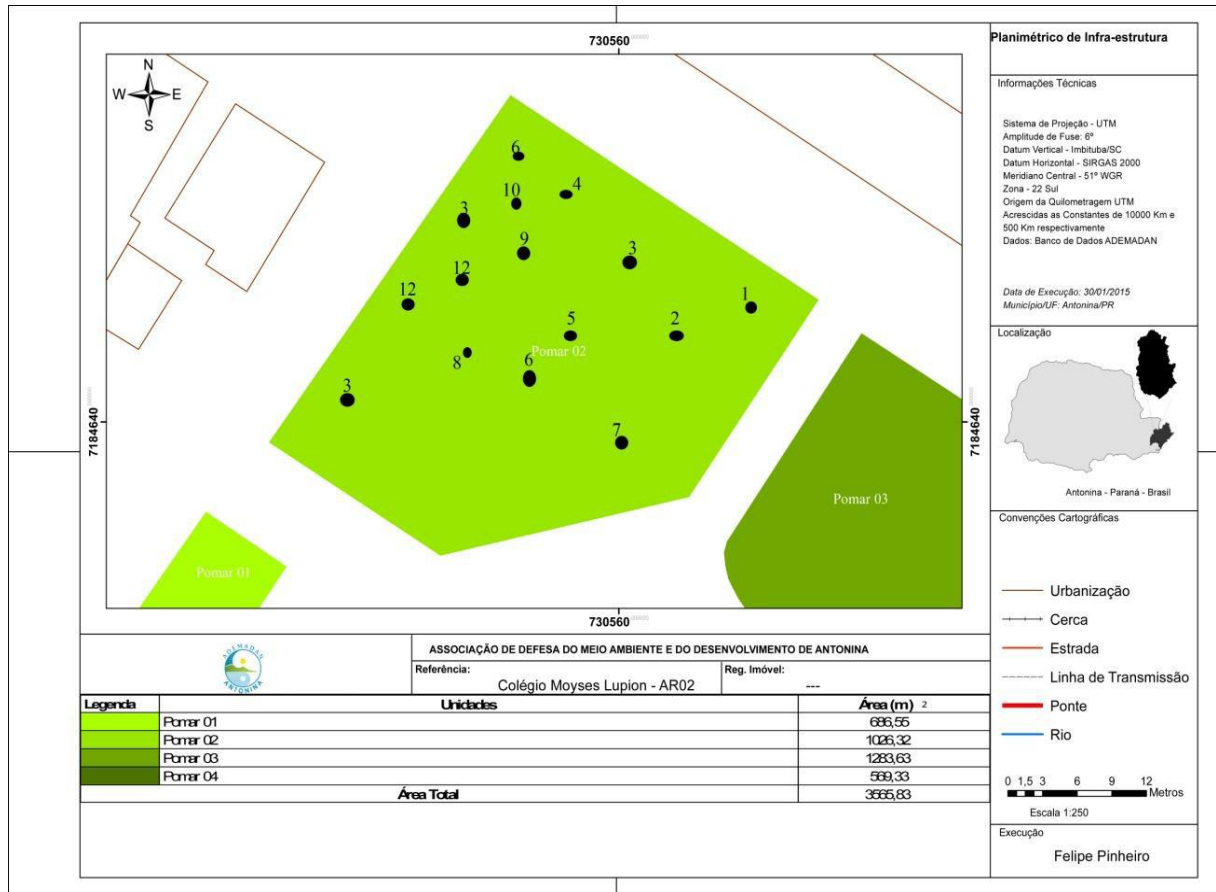 730560
N
W
E
S
6
4
10
3
9
3
12
12
1
5
2
Pomar 02
8
6
3
7
7184640
7184640
Pomar 03
Pomar 01
730560
Planimétrico de Infra-estrutura
Informações Técnicas
Sistema de Projeção - UTM
Amplitude de Fuse: 6º
Datum Vertical - Imbituba/SC
Datum Horizontal - SIRGAS 2000
Meridiano Central - 51º WGR
Zona - 22 Sul
Origem da Quilometragem UTM
Acrescidas as Constantes de 10000 Km e
500 Km respectivamente
Dados: Banco de Dados ADEMADAN
Data de Execução: 30/01/2015
Município/UF: Antonina/PR
Localização
Antonina - Paraná - Brasil
Convenções Cartográficas
Urbanização
Cerca
Estrada
Linha de Transmissão
Ponte
Rio
0 1,5 3 6 9 12
Metros
Escala 1:250
Execução
Felipe Pinheiro
ADEMADAN
ANTONINA
ASSOCIAÇÃO DE DEFESA DO MEIO AMBIENTE E DO DESENVOLVIMENTO DE ANTONINA
Referência:
Colégio Moyses Lupion - AR02
Reg. Imóvel:
---
Legenda Unidades Área (m) 2
Pomar 01 686,55
Pomar 02 1026,32
Pomar 03 1283,63
Pomar 04 569,33
Área Total 3565,83